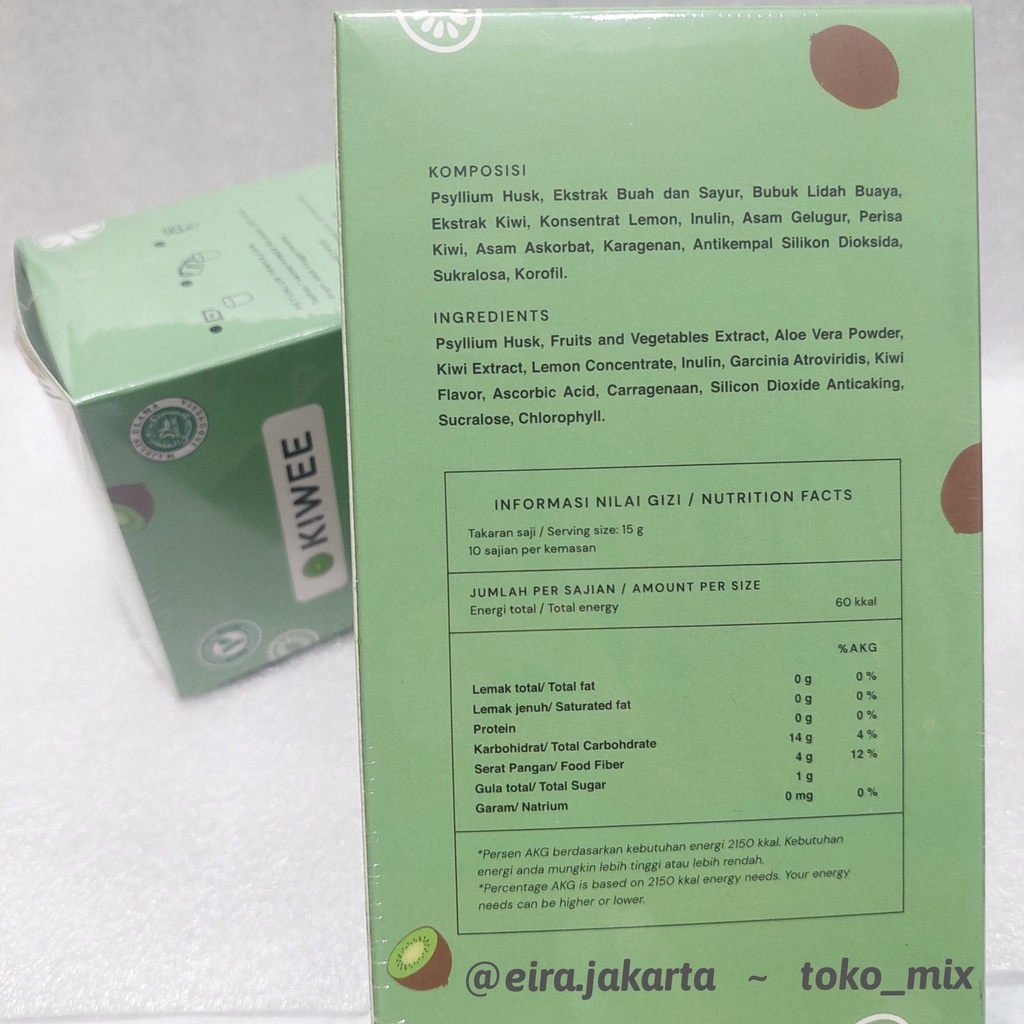 KOMPOSISI
Psyllium Husk, Ekstrak Buah dan Sayur, Bubuk Lidah Buaya,
Ekstrak Kiwi, Konsentrat Lemon, Inulin, Asam Gelugur, Perisa
Kiwi, Asam Askorbat, Karagenan, Antikempal Silikon Dioksida,
Sukralosa, Korofil.
INGREDIENTS
Psyllium Husk, Fruits and Vegetables Extract, Aloe Vera Powder,
Kiwi Extract, Lemon Concentrate, Inulin, Garcinia Atroviridis, Kiwi
Flavor, Ascorbic Acid, Carragenaan, Silicon Dioxide Anticaking,
Sucralose, Chlorophyll.
INFORMASI NILAI GIZI / NUTRITION FACTS
Takaran saji / Serving size: 15 g
10 sajian per kemasan
JUMLAH PER SAJIAN / AMOUNT PER SIZE
Energi total / Total energy 60 kkal
%AKG
Lemak total/ Total fat 0 g 0 %
Lemak jenuh/ Saturated fat 0 g 0 %
Protein 0 g 0 %
Karbohidrat/ Total Carbohdrate 14 g 4 %
Serat Pangan/ Food Fiber 4 g 12 %
Gula total/ Total Sugar 1 g
Garam/ Natrium 0 mg 0 %
*Persen AKG berdasarkan kebutuhan energi 2150 kkal. Kebutuhan
energi anda mungkin lebih tinggi atau lebih rendah.
*Percentage AKG is based on 2150 kkal energy needs. Your energy
needs can be higher or lower.
KIWEE
MAJELIS ULAMA
@eira.jakarta ~ toko_mix